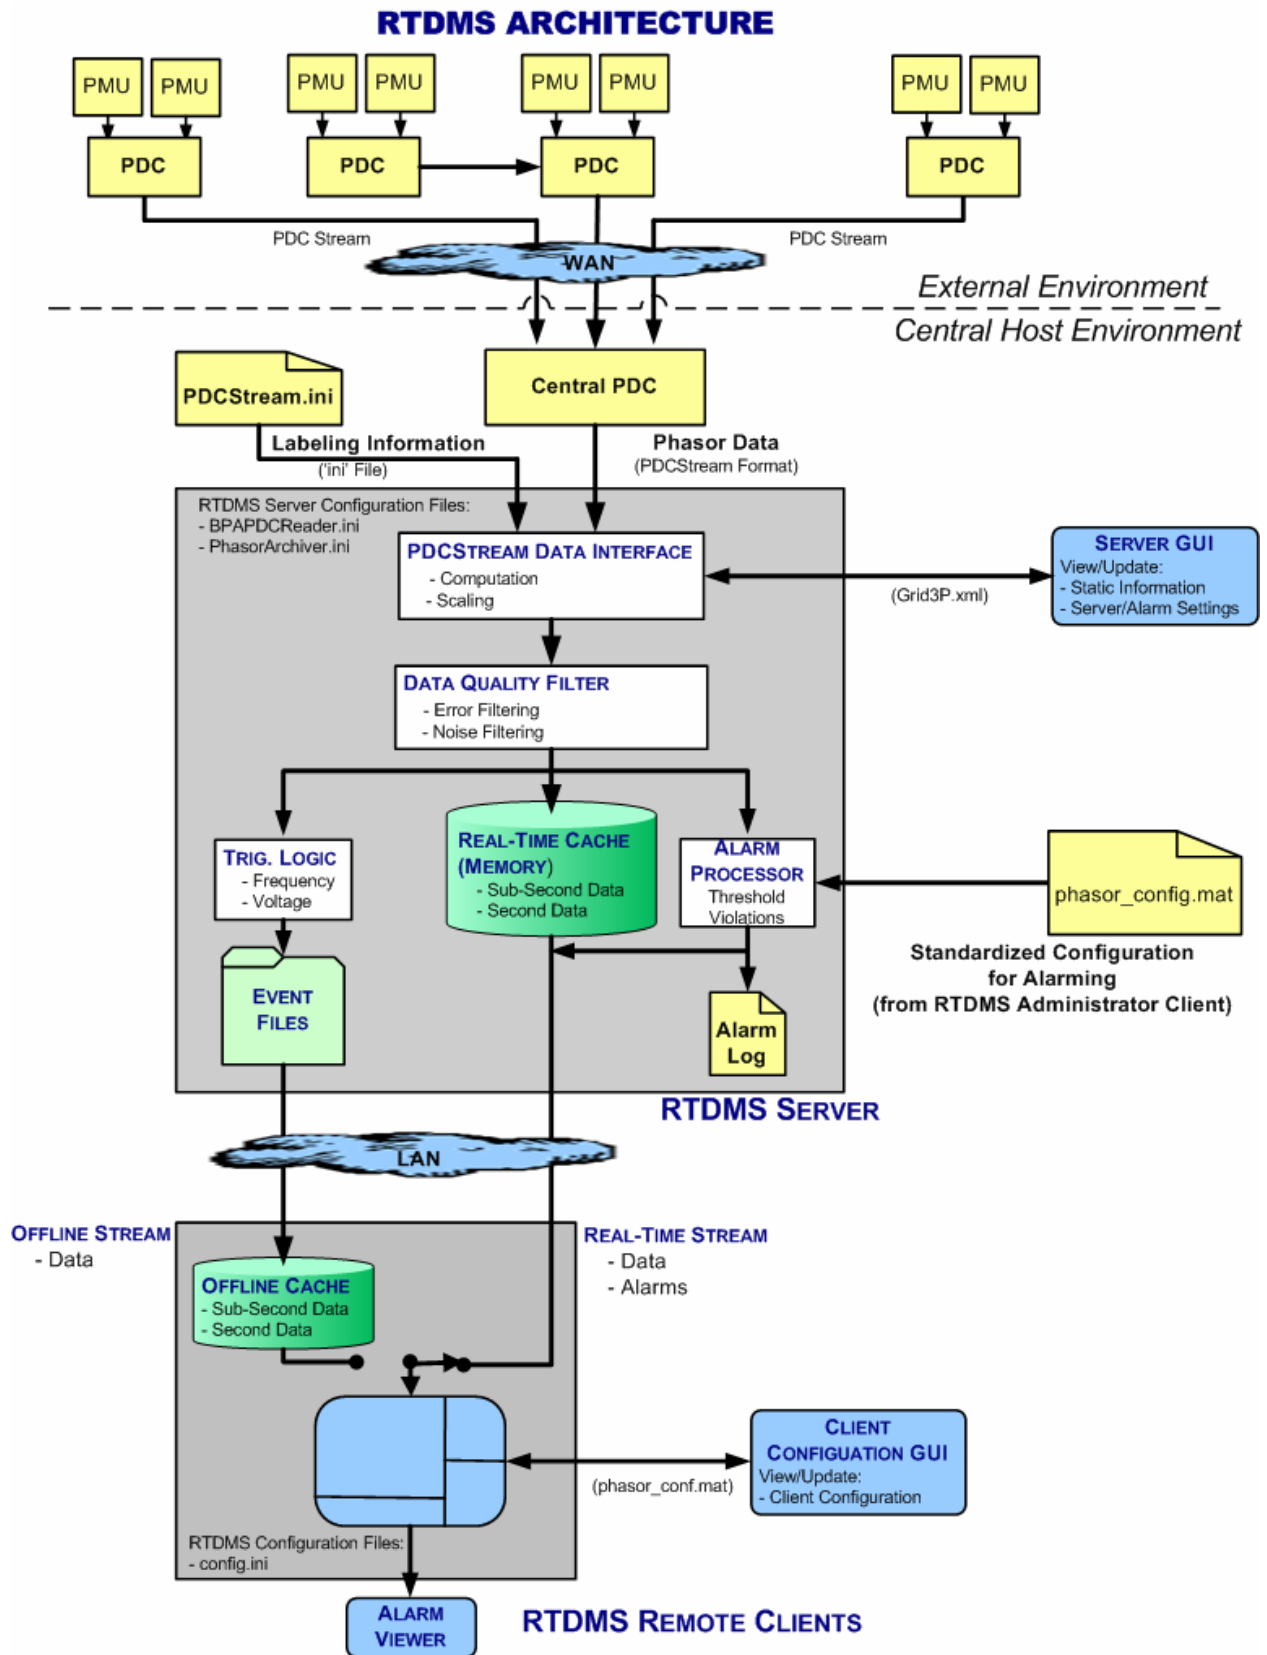 RTDMS ARCHITECTURE
PMU PMU PMU PMU PMU PMU PMU PMU
PDC PDC PDC PDC
PDC Stream PDC Stream
WAN
External Environment
Central Host Environment
PDCStream.ini
Central PDC
Labeling Information
('ini' File)
Phasor Data
(PDCStream Format)
RTDMS Server Configuration Files:
- BPAPDCReader.ini
- PhasorArchiver.ini
PDCSTREAM DATA INTERFACE
- Computation
- Scaling
(Grid3P.xml)
SERVER GUI
View/Update:
- Static Information
- Server/Alarm Settings
DATA QUALITY FILTER
- Error Filtering
- Noise Filtering
TRIG. LOGIC
- Frequency
- Voltage
REAL-TIME CACHE
(MEMORY)
- Sub-Second Data
- Second Data
ALARM
PROCESSOR
Threshold
Violations
phasor_config.mat
Standardized Configuration
for Alarming
(from RTDMS Administrator Client)
EVENT
FILES
Alarm
Log
RTDMS SERVER
LAN
OFFLINE STREAM
- Data
REAL-TIME STREAM
- Data
- Alarms
OFFLINE CACHE
- Sub-Second Data
- Second Data
(phasor_conf.mat)
CLIENT
CONFIGUATION GUI
View/Update:
- Client Configuration
RTDMS Configuration Files:
- config.ini
ALARM
VIEWER
RTDMS REMOTE CLIENTS